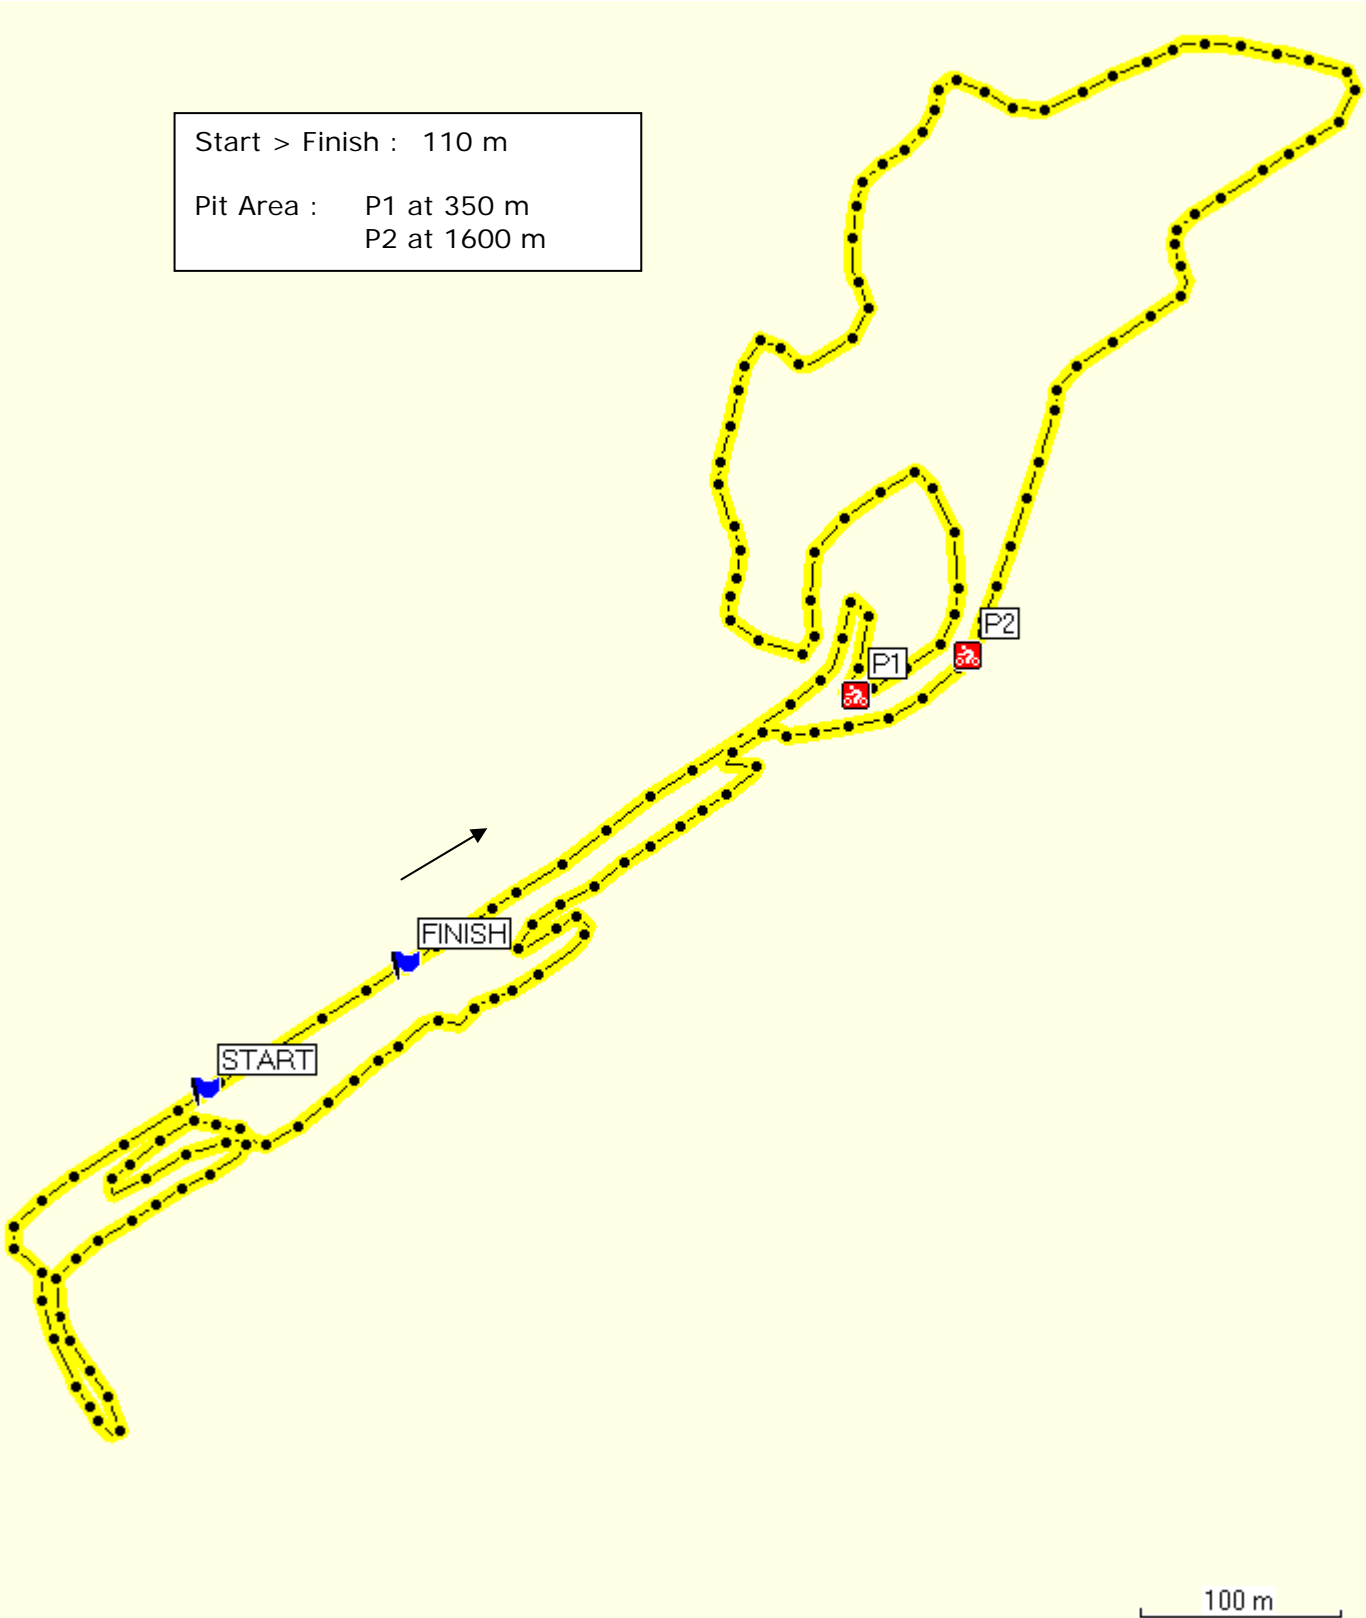 Start > Finish : 110 m
Pit Area : P1 at 350 m
P2 at 1600 m
P2
P1
FINISH
START
100 m